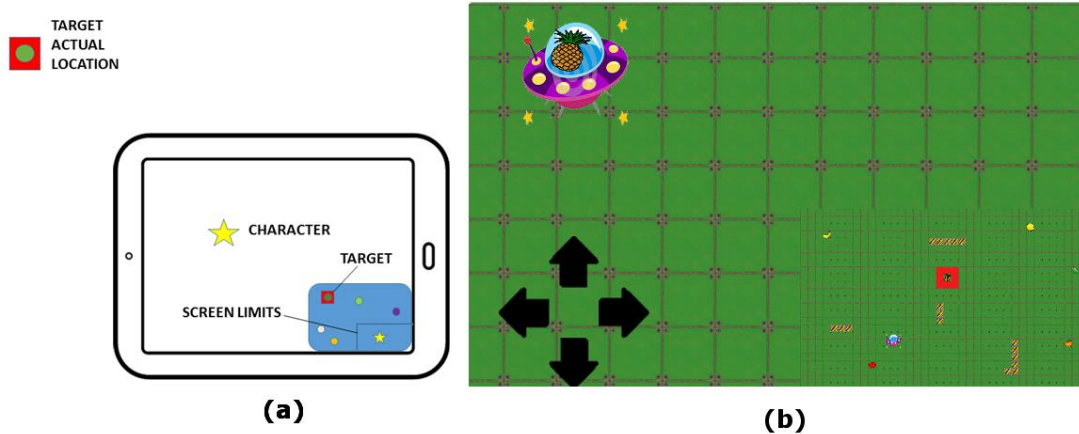 TARGET
ACTUAL
LOCATION
CHARACTER
TARGET
SCREEN LIMITS
(a)
(b)